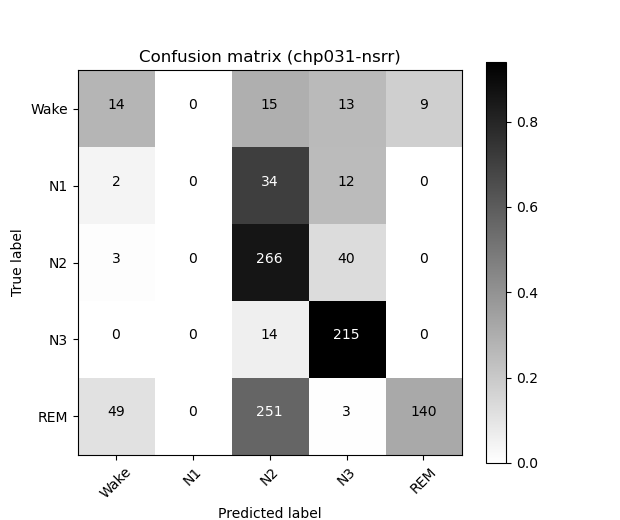 Confusion matrix (chp031-nsrr)
Wake 14 0 15 13 9
N1 2 0 34 12 0
N2 3 0 266 40 0
N3 0 0 14 215 0
REM 49 0 251 3 140
Wake N1 N2 N3 REM
Predicted label
True label
0.8
0.6
0.4
0.2
0.0